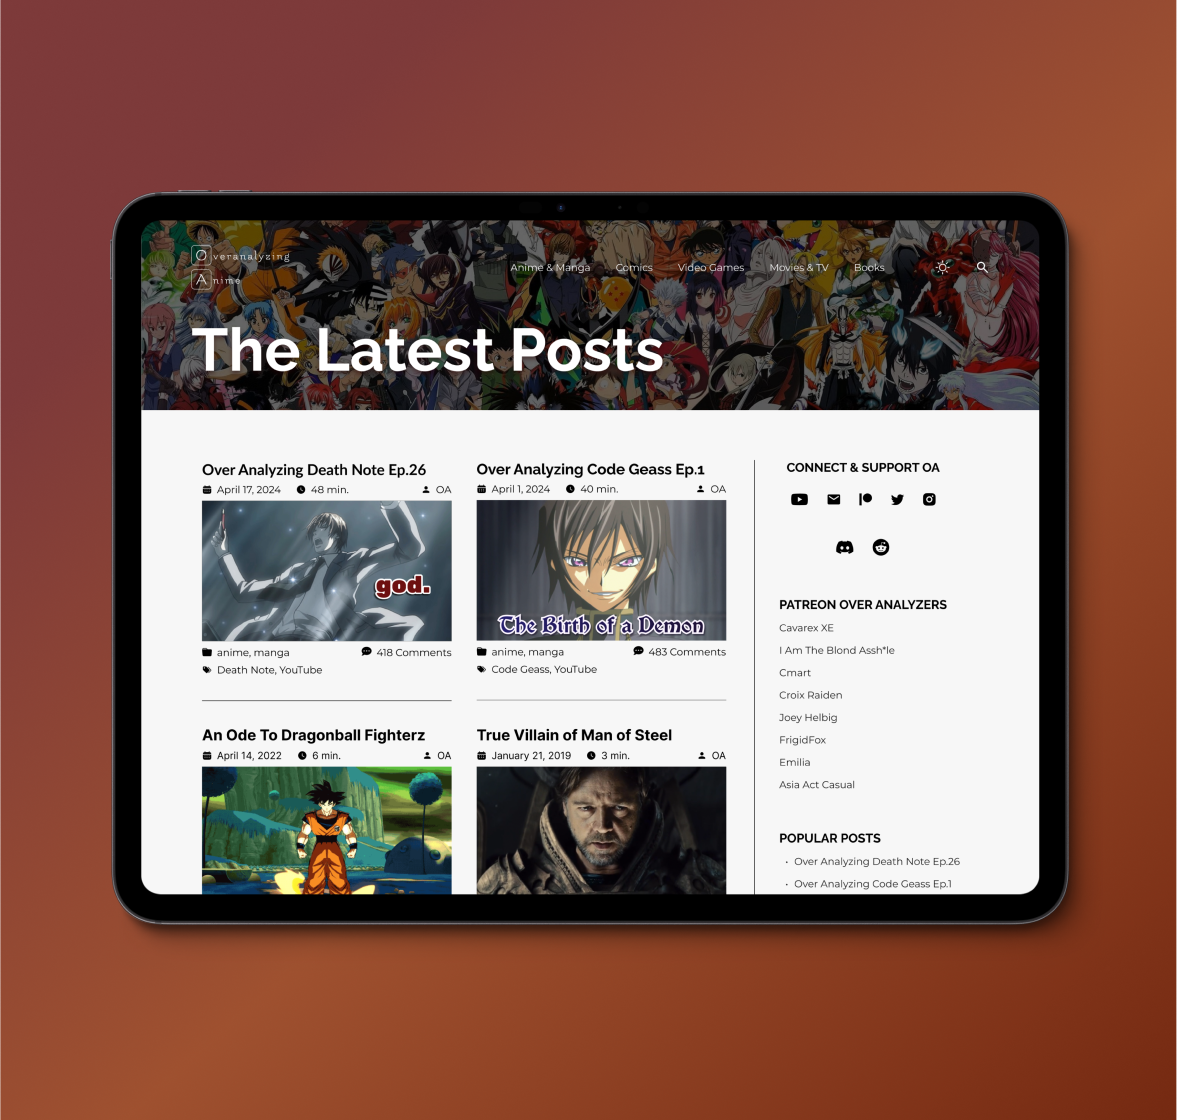 Overanalyzing
Anime
Anime & Manga Comics Video Games Movies & TV Books
The Latest Posts
Over Analyzing Death Note Ep.26
April 17, 2024 48 min. OA
god.
anime, manga 418 Comments
Death Note, YouTube
Over Analyzing Code Geass Ep.1
April 1, 2024 40 min. OA
The Birth of a Demon
anime, manga 483 Comments
Code Geass, YouTube
An Ode To Dragonball Fighterz
April 14, 2022 6 min. OA
True Villain of Man of Steel
January 21, 2019 3 min. OA
CONNECT & SUPPORT OA
PATREON OVER ANALYZERS
Cavarex XE
I Am The Blond Assh*le
Cmart
Croix Raiden
Joey Helbig
FrigidFox
Emilia
Asia Act Casual
POPULAR POSTS
• Over Analyzing Death Note Ep.26
• Over Analyzing Code Geass Ep.1